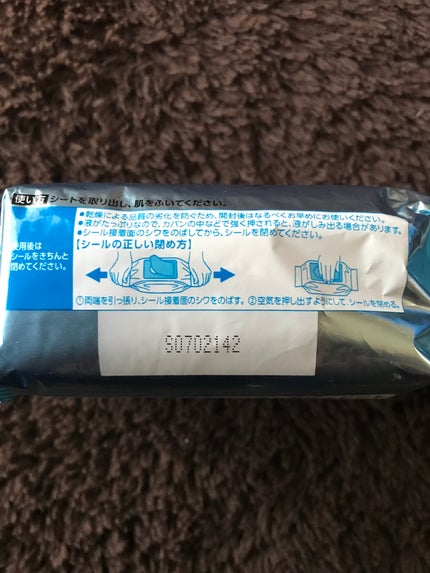 使い方 シートを取り出し、肌をふいてください。
●乾燥による品質の劣化を防ぐため、開封後はなるべくお早めにお使いください。
●液がたっぷりなので、カバンの中などで強く押されると、液がしみ出る場合があります。
●シール接着面のシワをのばしてから、シールを閉めてください。
使用後は
シールをきちんと
閉めてください。
【シールの正しい閉め方】
①両端を引っ張り、シール接着面のシワをのばす。 ②空気を押し出すようにして、シールを閉める。
S0702142